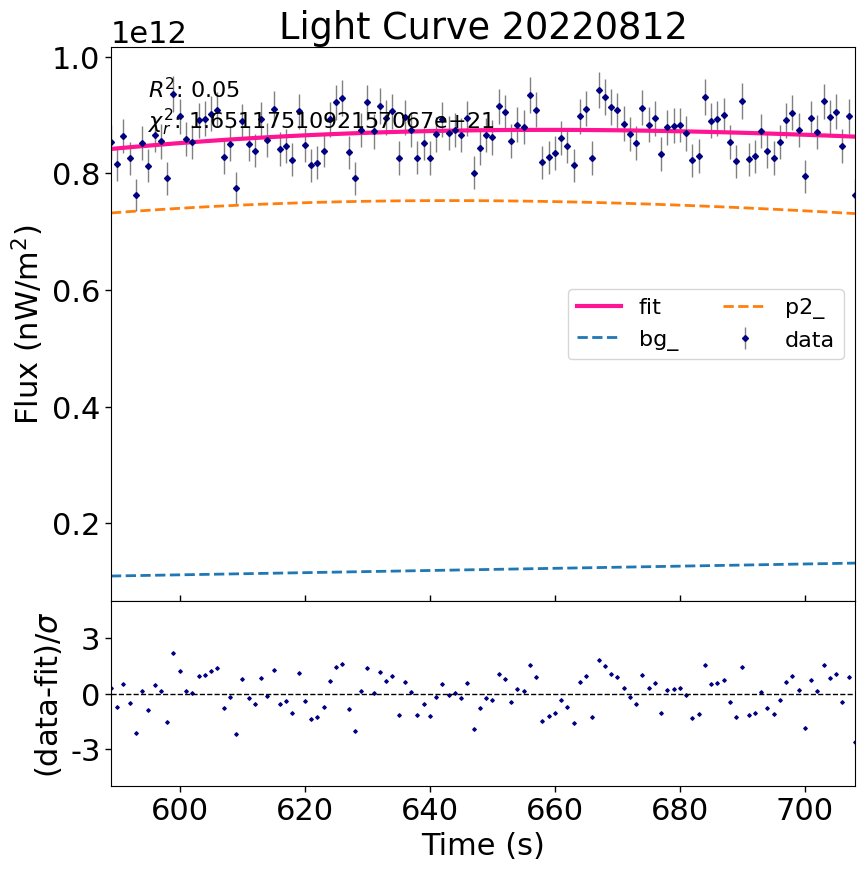 Light Curve 20220812
1e12
R²: 0.05
χ²ᵣ: 1.6511751092157067e+21
1.0
0.8
0.6
0.4
0.2
Flux (nW/m²)
fit
bg_
p2_
data
3
0
-3
(data-fit)/σ
600 620 640 660 680 700
Time (s)